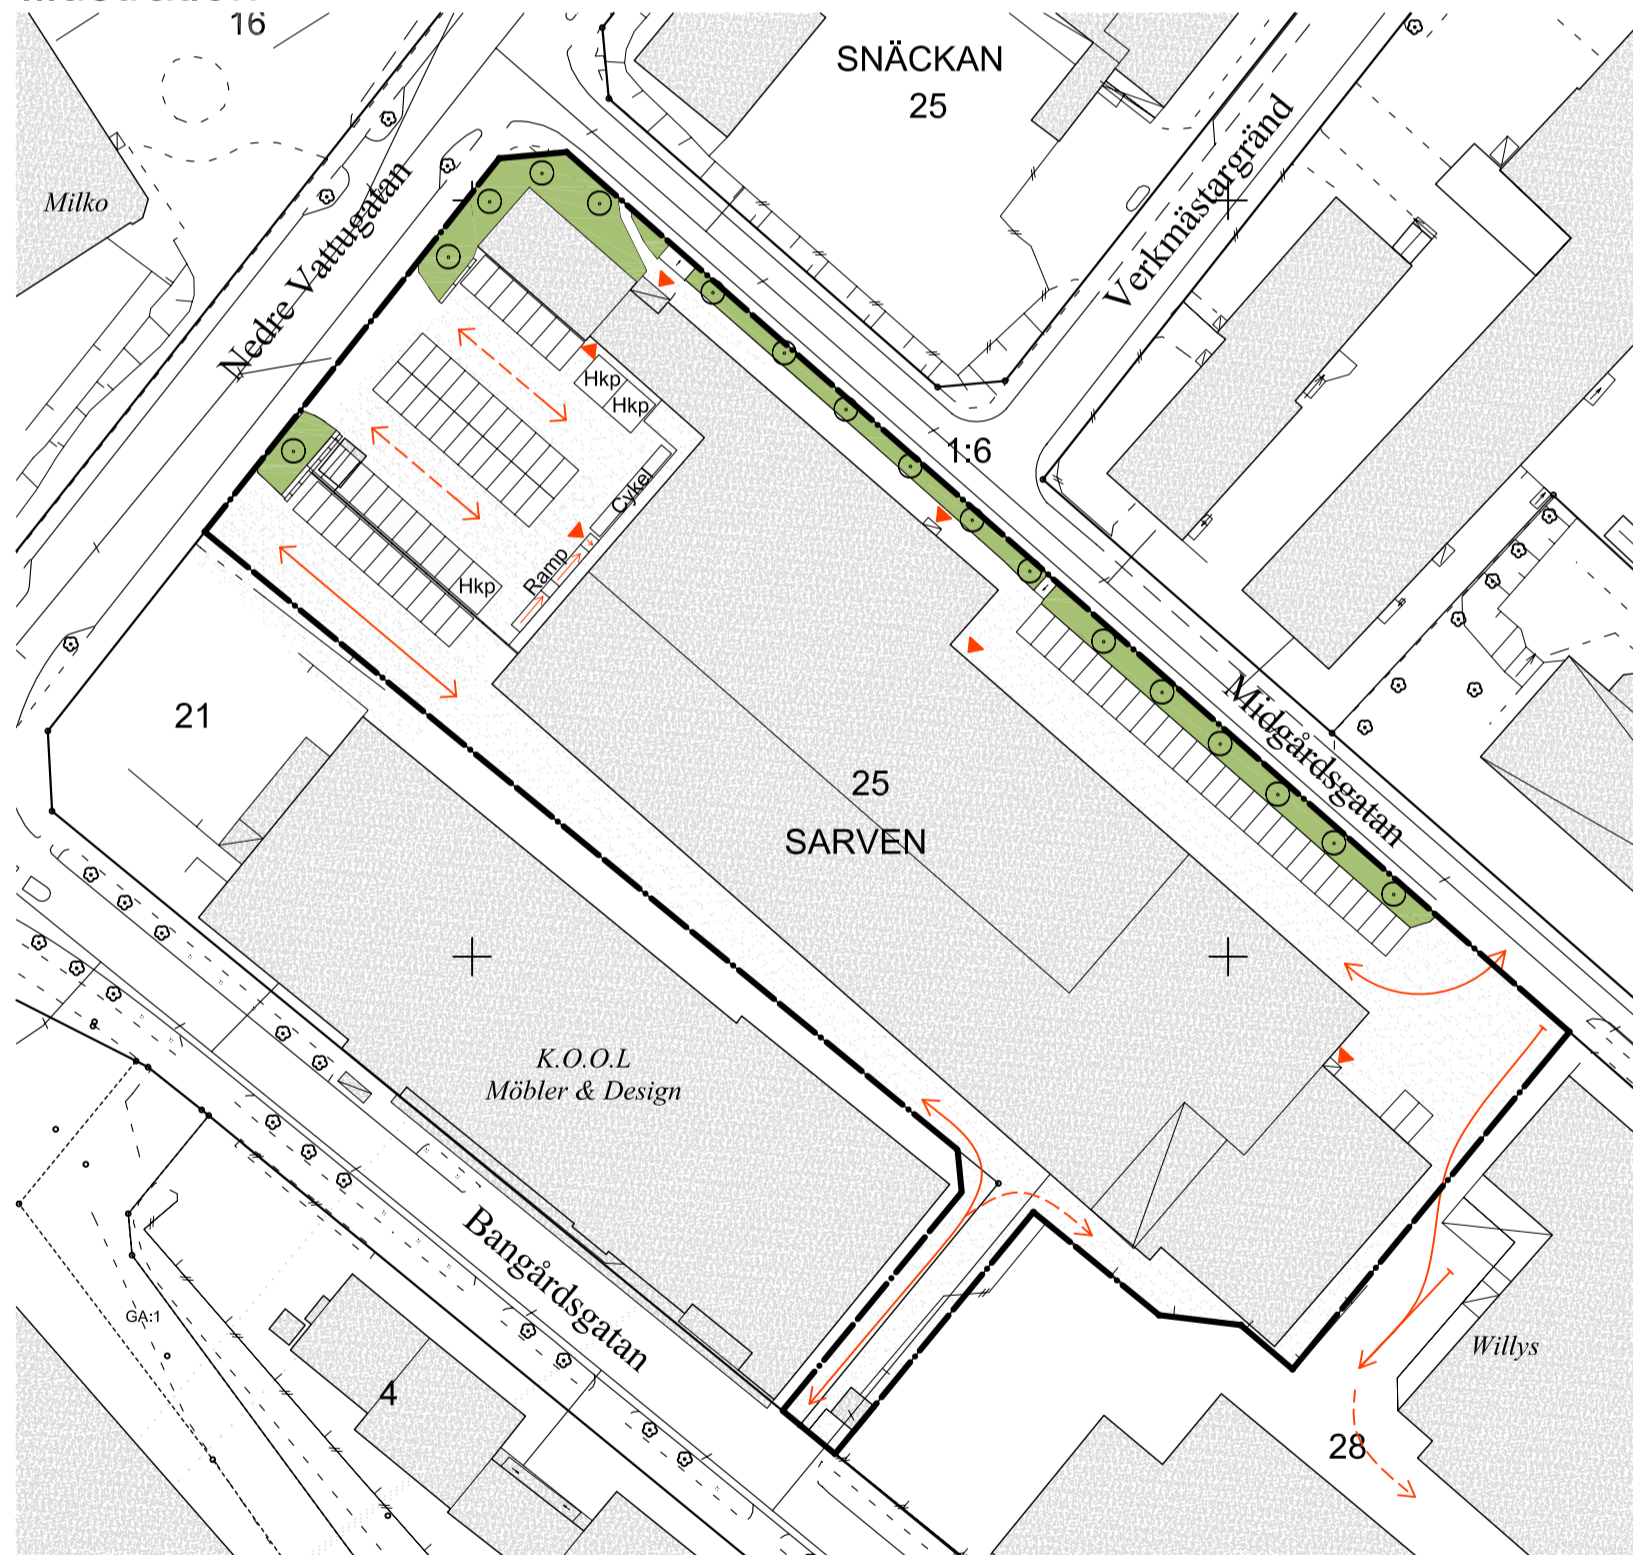 16
SNÄCKAN
25
Milko
Nedre Vattugatan
Verkmästargränd
Hkp
Hkp
1:6
Cykel
Ramp
Hkp
21
Midgårdsgatan
25
SARVEN
K.O.O.L
Möbler & Design
Bangårdsgatan
GA:1
4
Willys
28